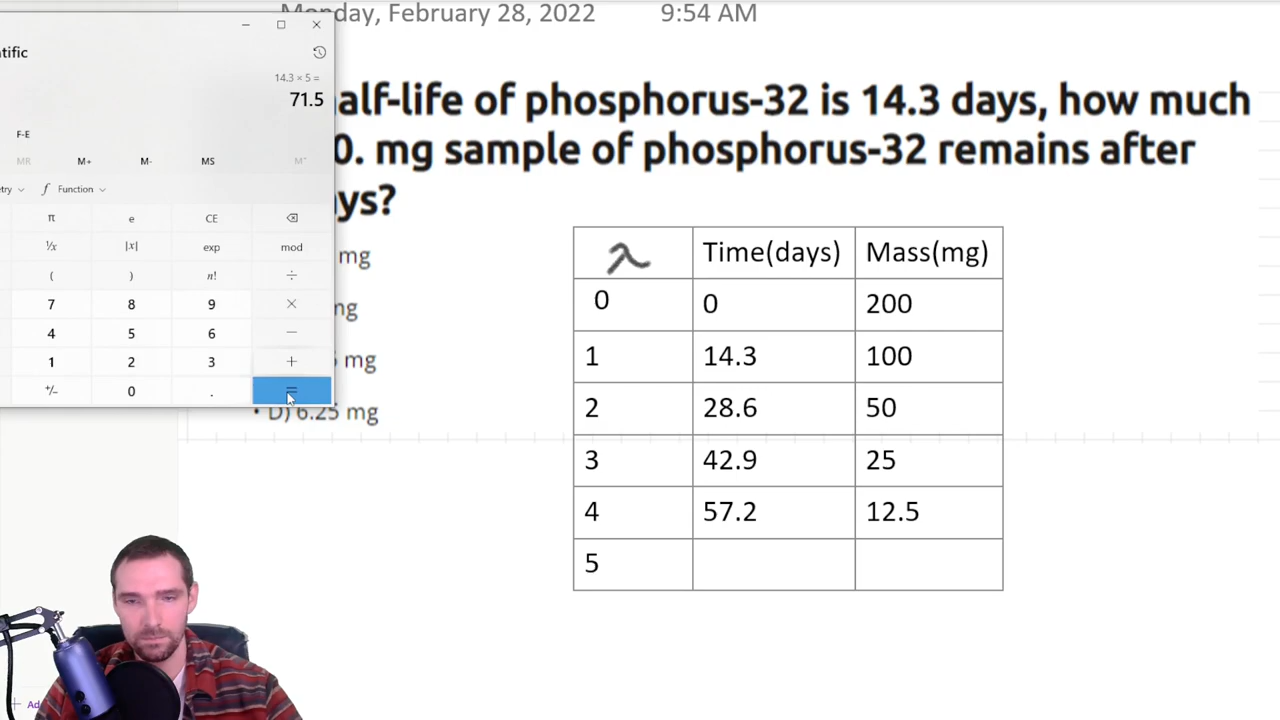 Monday, February 28, 2022 9:54 AM
tific
14.3 × 5 =
71.5
F-E
MR M+ M- MS M˅
etry Function
π e CE
¹/x |x| exp mod
( ) n! ÷
7 8 9 ×
4 5 6 −
1 2 3 +
+/− 0 . =
alf-life of phosphorus-32 is 14.3 days, how much
0. mg sample of phosphorus-32 remains after
ys?
mg
mg
mg
• D) 6.25 mg
λ Time(days) Mass(mg)
0 0 200
1 14.3 100
2 28.6 50
3 42.9 25
4 57.2 12.5
5
+ Ad